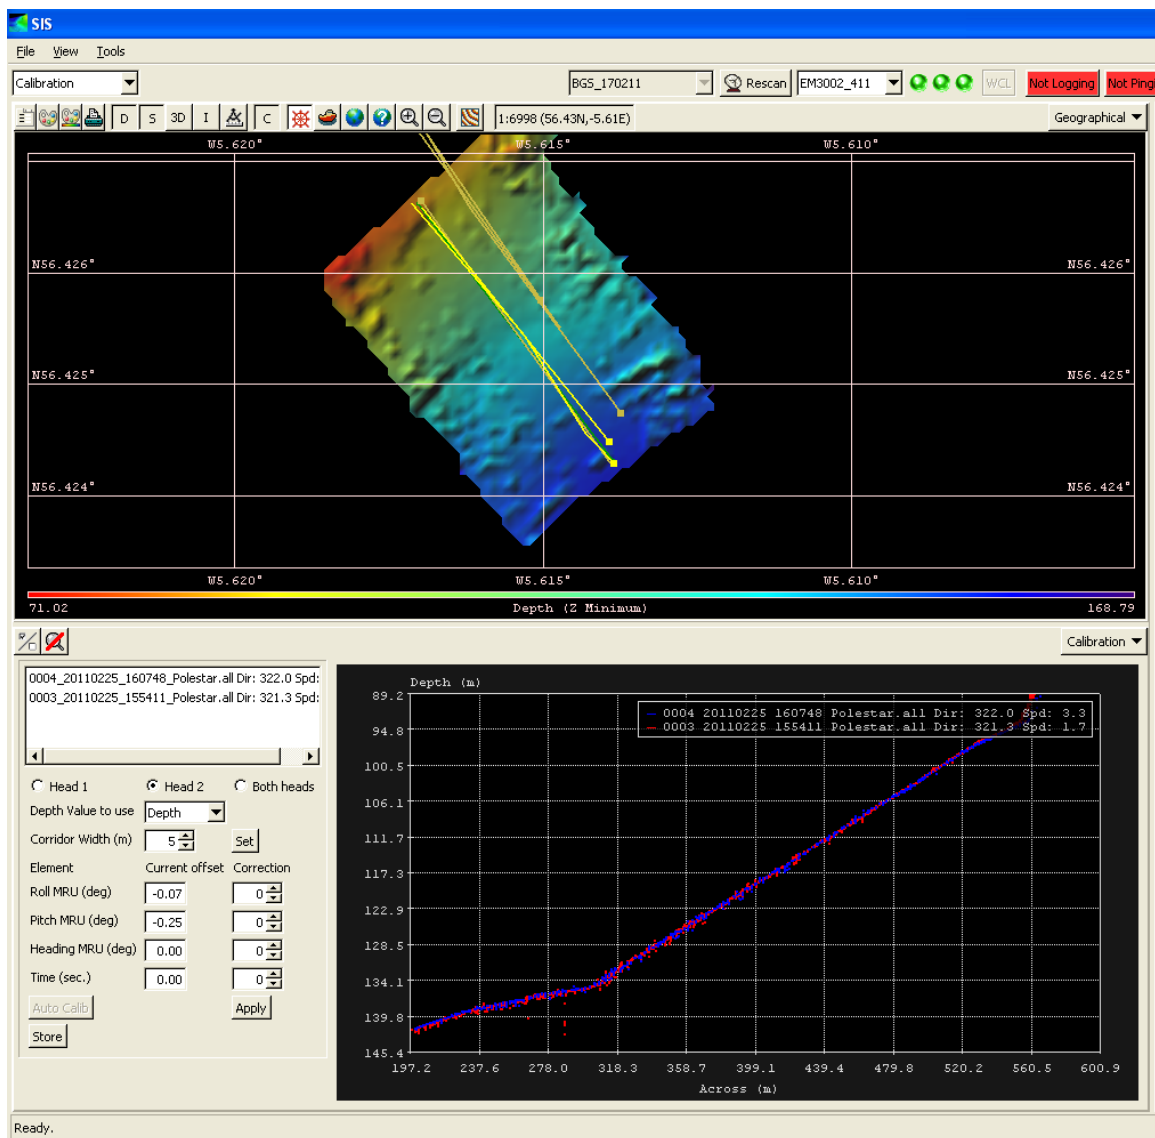 SIS
File View Tools
Calibration BGS_170211 Rescan EM3002_411 WCL Not Logging Not Pingi
D S 3D I C 1:6998 (56.43N,-5.61E) Geographical
W5.620° W5.615° W5.610°
N56.426° N56.426°
N56.425° N56.425°
N56.424° N56.424°
W5.620° W5.615° W5.610°
71.02 Depth (Z Minimum) 168.79
Calibration
0004_20110225_160748_Polestar.all Dir: 322.0 Spd:
0003_20110225_155411_Polestar.all Dir: 321.3 Spd:
Head 1 Head 2 Both heads
Depth Value to use Depth
Corridor Width (m) 5 Set
Element Current offset Correction
Roll MRU (deg) -0.07 0
Pitch MRU (deg) -0.25 0
Heading MRU (deg) 0.00 0
Time (sec.) 0.00 0
Auto Calib Apply
Store
Depth (m)
0004 20110225 160748 Polestar.all Dir: 322.0 Spd: 3.3
0003 20110225 155411 Polestar.all Dir: 321.3 Spd: 1.7
89.2
94.8
100.5
106.1
111.7
117.3
122.9
128.5
134.1
139.8
145.4
197.2 237.6 278.0 318.3 358.7 399.1 439.4 479.8 520.2 560.5 600.9
Across (m)
Ready.